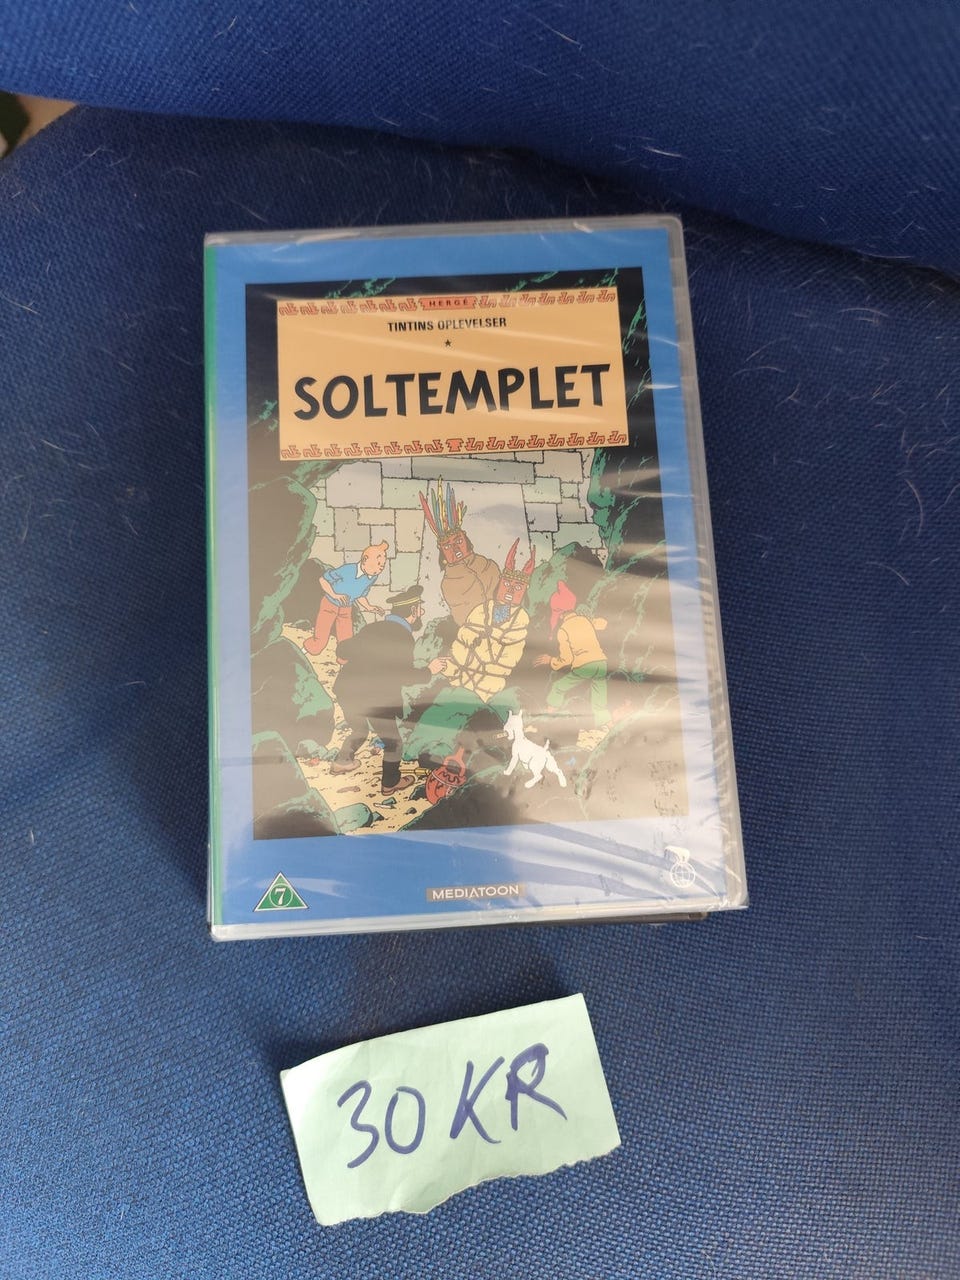 HERGÉ
TINTINS OPLEVELSER
SOLTEMPLET
7
MEDIATOON
30 KR